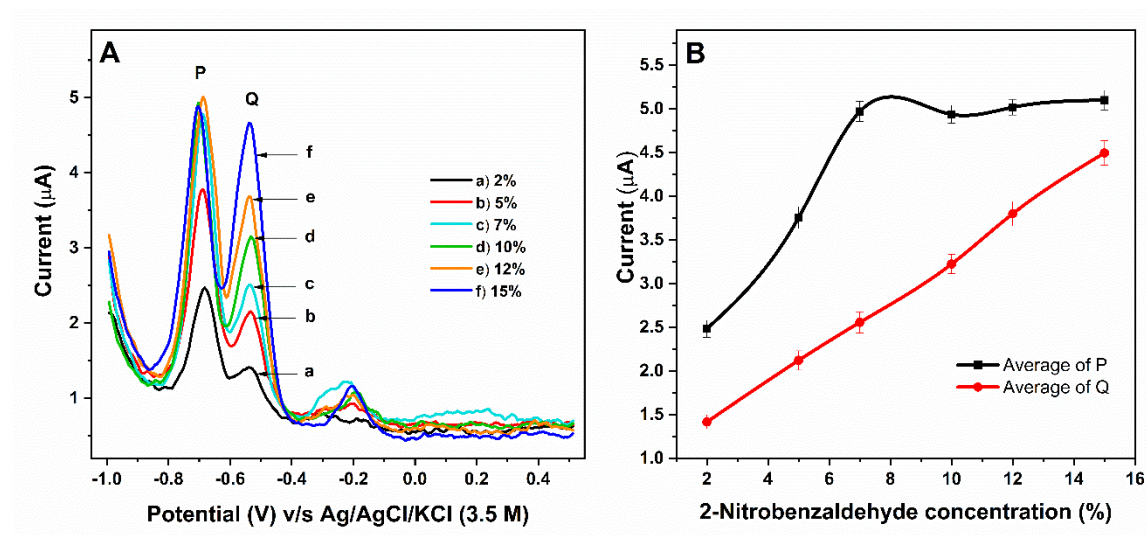 A
P
Q
f
e
d
c
b
a
a) 2%
b) 5%
c) 7%
d) 10%
e) 12%
f) 15%
5
4
3
2
1
Current (μA)
-1.0 -0.8 -0.6 -0.4 -0.2 0.0 0.2 0.4
Potential (V) v/s Ag/AgCl/KCl (3.5 M)
B
5.5
5.0
4.5
4.0
3.5
3.0
2.5
2.0
1.5
1.0
Current (μA)
Average of P
Average of Q
2 4 6 8 10 12 14 16
2-Nitrobenzaldehyde concentration (%)